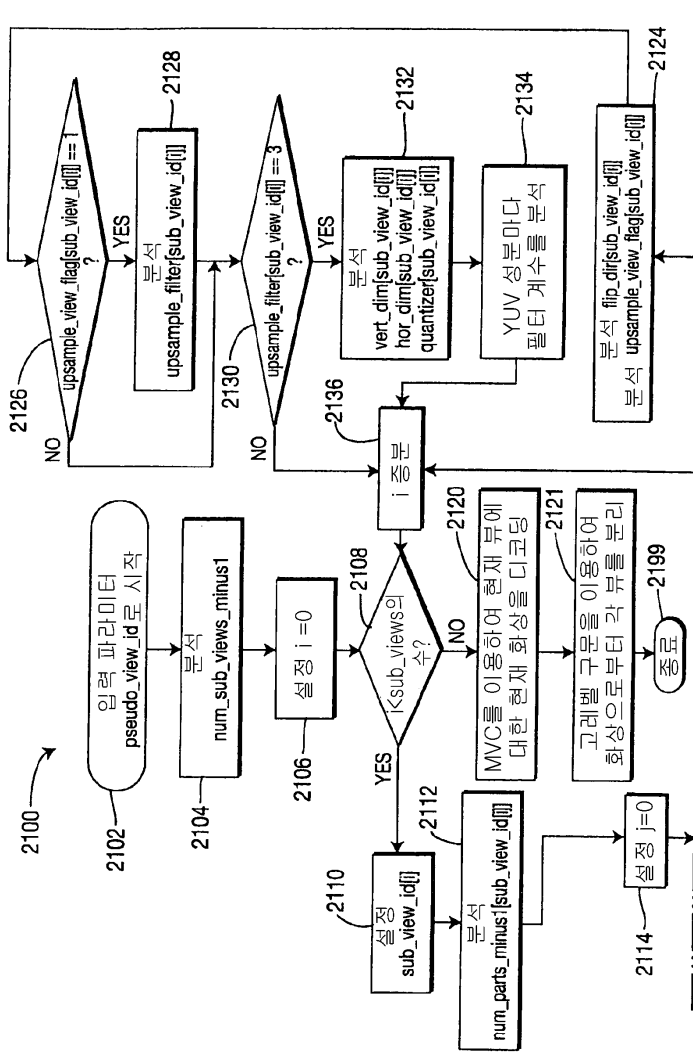 2100
2102
입력 파라미터
pseudo_view_id로 시작
2104
분석
num_sub_views_minus1
2106
설정 i =0
2108
i<sub_views의
수?
YES
NO
2110
설정
sub_view_id[i]
2112
분석
num_parts_minus1[sub_view_id[i]]
2114
설정 j=0
2120
MVC를 이용하여 현재 뷰에
대한 현재 화상을 디코딩
2121
고레벨 구문을 이용하여
화상으로부터 각 뷰를 분리
2199
종료
2126
upsample_view_flag[sub_view_id[i]] == 1
?
NO
YES
2128
분석
upsample_filter[sub_view_id[i]]
2130
upsample_filter[sub_view_id[i]] == 3
?
NO
YES
2132
분석
vert_dim[sub_view_id[i]]
hor_dim[sub_view_id[i]]
quantizer[sub_view_id[i]]
2134
YUV 성분마다
필터 계수를 분석
2136
i 증분
2124
분석 flip_dir[sub_view_id[i]]
분석 upsample_view_flag[sub_view_id[i]]